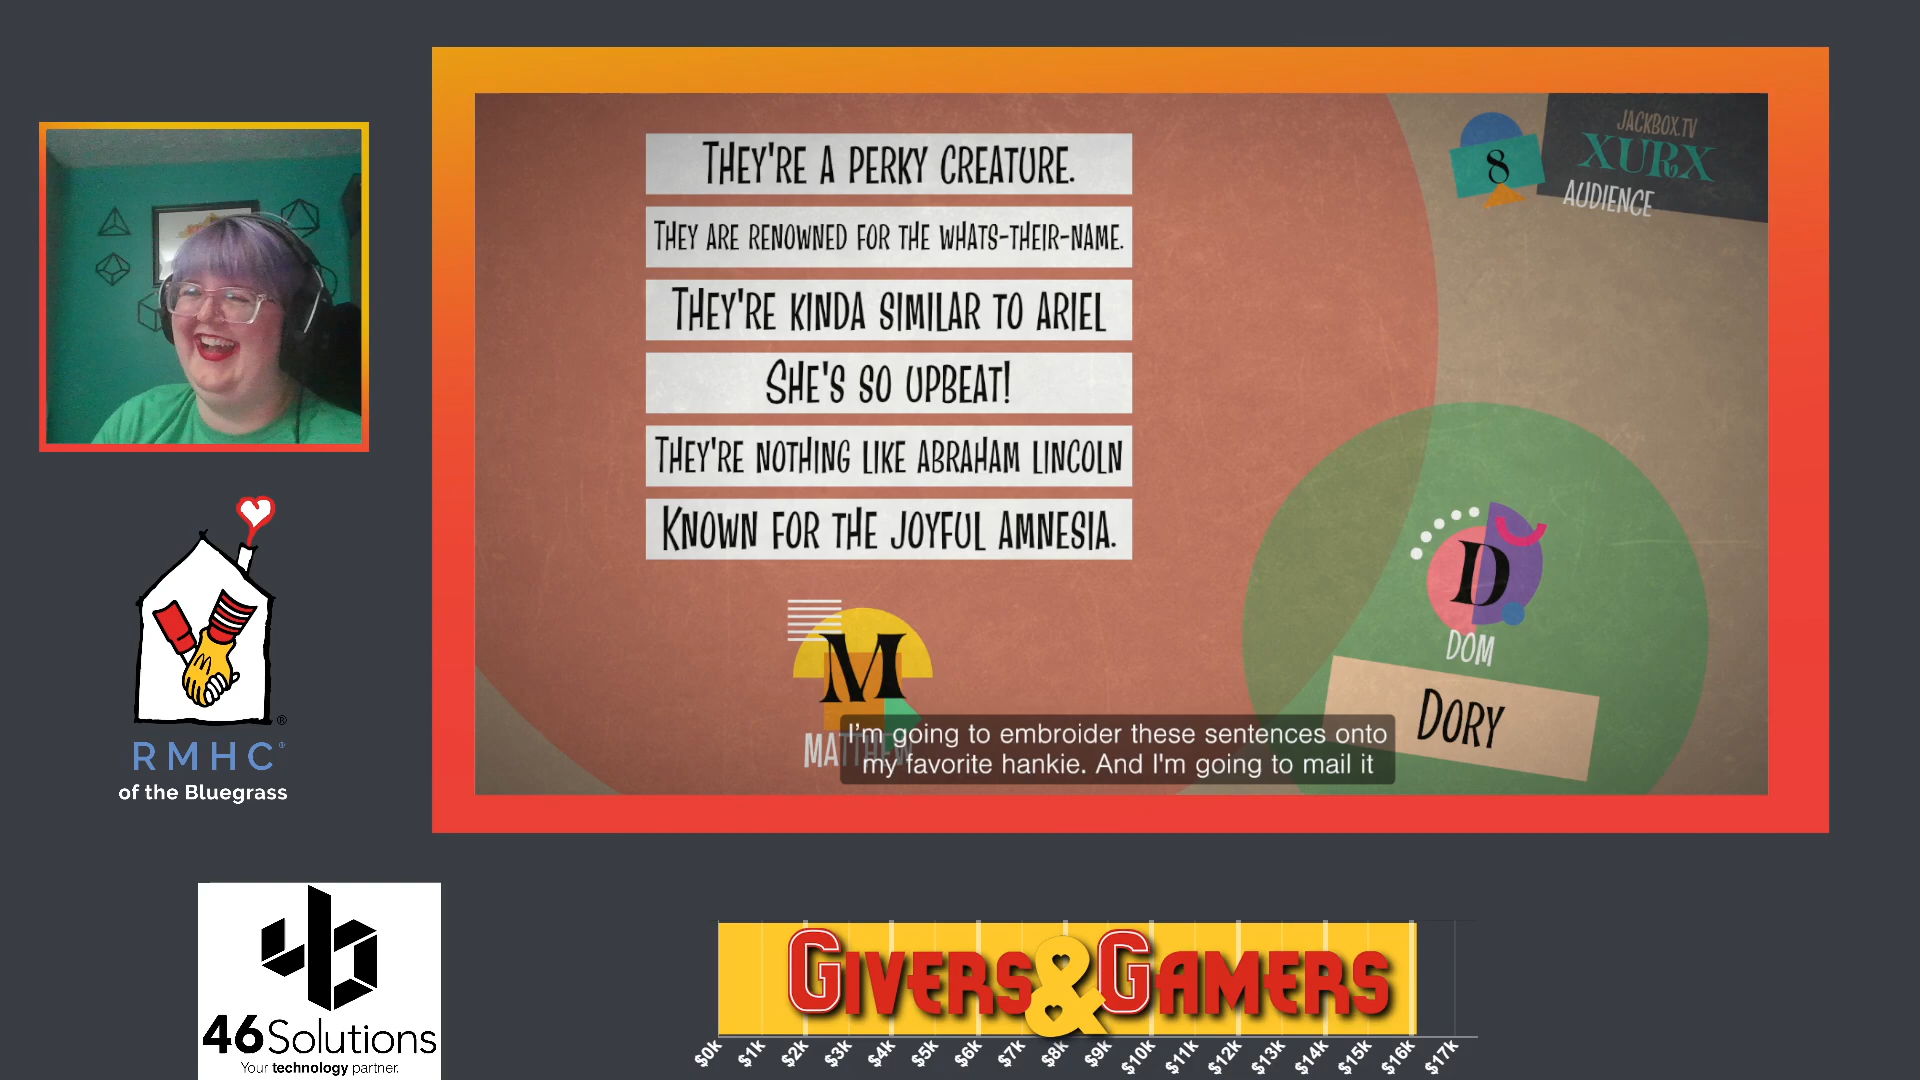 THEY'RE A PERKY CREATURE.
THEY ARE RENOWNED FOR THE WHATS-THEIR-NAME.
THEY'RE KINDA SIMILAR TO ARIEL
SHE'S SO UPBEAT!
THEY'RE NOTHING LIKE ABRAHAM LINCOLN
KNOWN FOR THE JOYFUL AMNESIA.
8
JACKBOX.TV
XURX
AUDIENCE
M
MATTHEW
D
DOM
DORY
I'm going to embroider these sentences onto
my favorite hankie. And I'm going to mail it
RMHC®
of the Bluegrass
46Solutions
Your technology partner.
GIVERS&GAMERS
$0k $1k $2k $3k $4k $5k $6k $7k $8k $9k $10k $11k $12k $13k $14k $15k $16k $17k